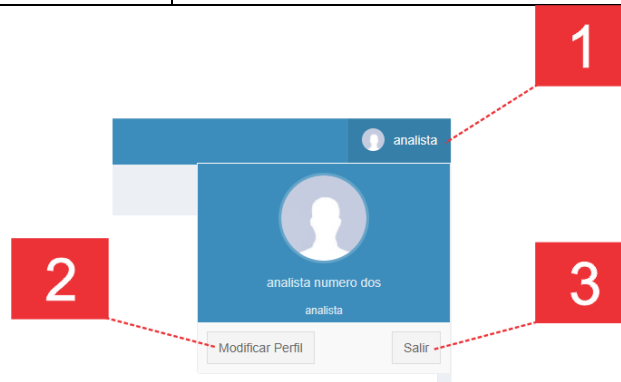 1
analista
analista numero dos
analista
2
3
Modificar Perfil
Salir